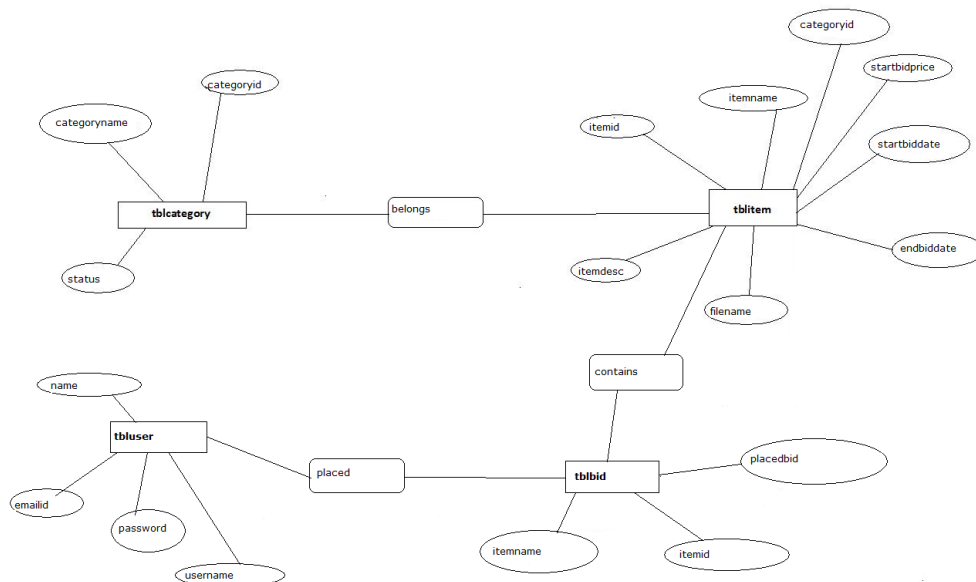 categoryid
startbidprice
categoryid
itemname
categoryname
itemid
startbiddate
belongs
tblcategory
tblitem
endbiddate
status
itemdesc
filename
contains
name
tbluser
placedbid
placed
tblbid
emailid
password
itemname
itemid
username